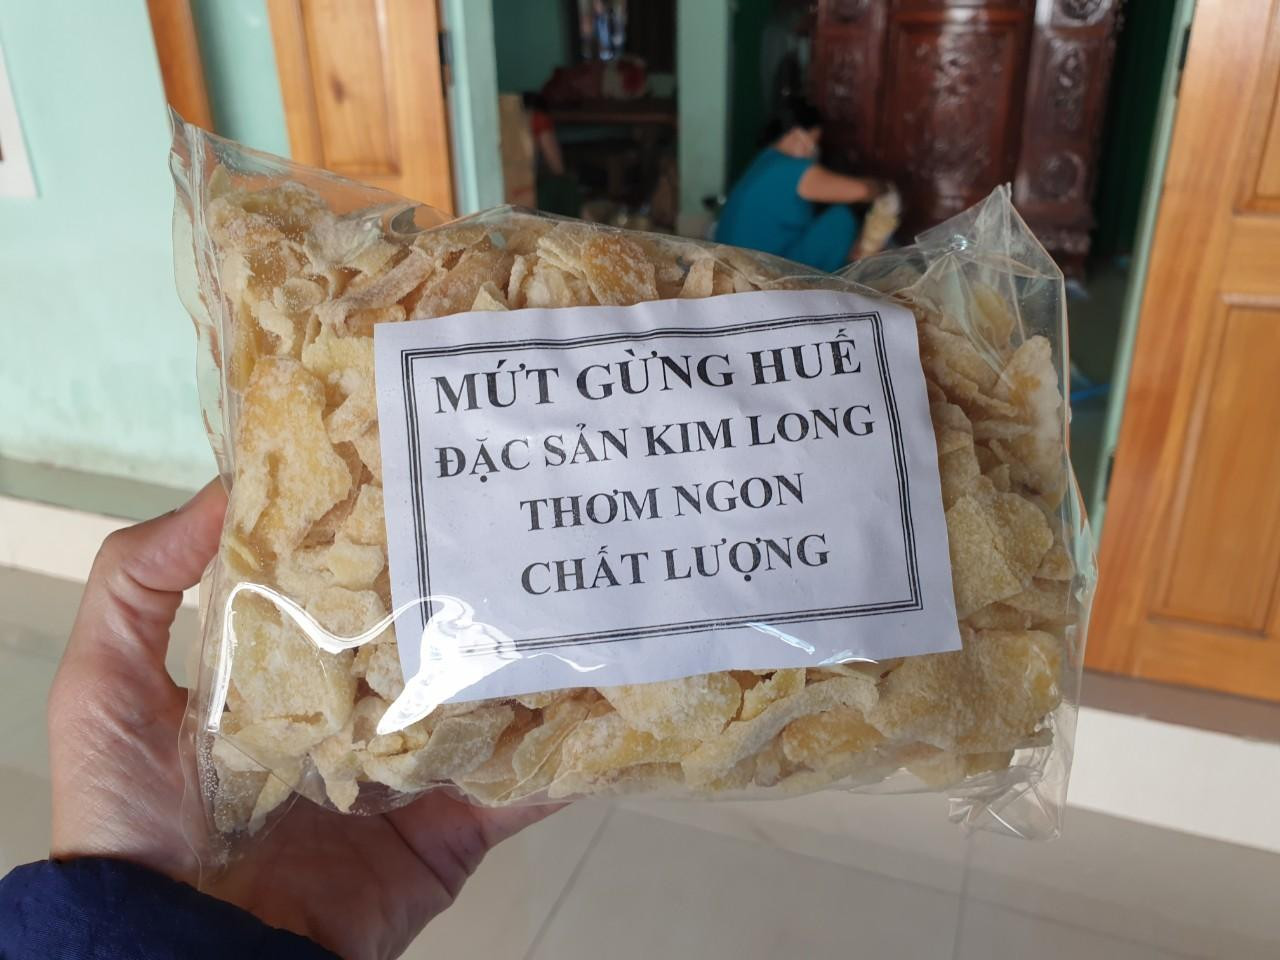 MỨT GỪNG HUẾ
ĐẶC SẢN KIM LONG
THƠM NGON
CHẤT LƯỢNG